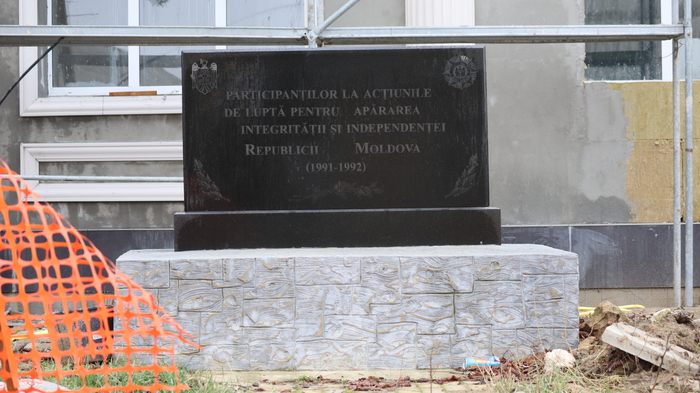 PARTICIPANȚILOR LA ACȚIUNILE
DE LUPTĂ PENTRU APĂRAREA
INTEGRITĂȚII ȘI INDEPENDENȚEI
REPUBLICII MOLDOVA
(1991-1992)